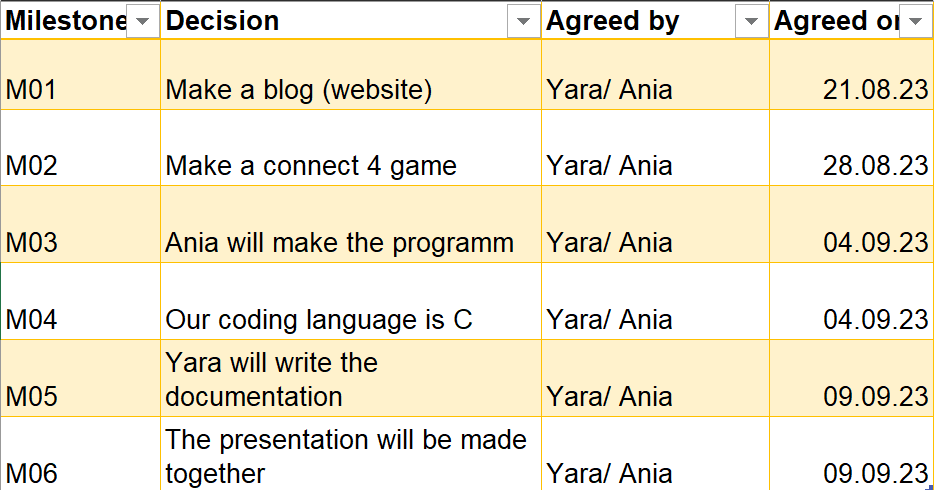 Milestone Decision Agreed by Agreed or
M01 Make a blog (website) Yara/ Ania 21.08.23
M02 Make a connect 4 game Yara/ Ania 28.08.23
M03 Ania will make the programm Yara/ Ania 04.09.23
M04 Our coding language is C Yara/ Ania 04.09.23
Yara will write the
M05 documentation Yara/ Ania 09.09.23
The presentation will be made
M06 together Yara/ Ania 09.09.23